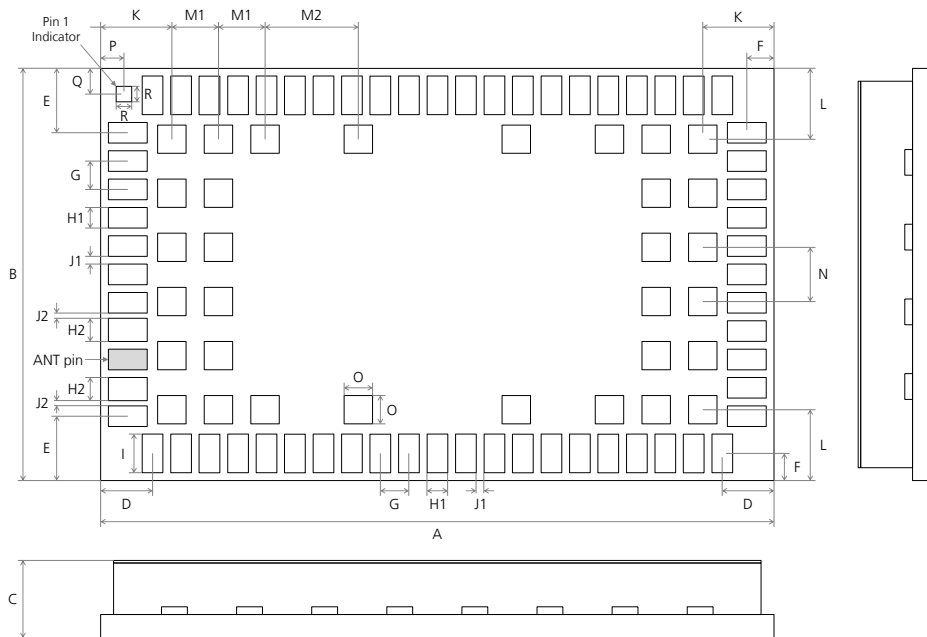 Pin 1
Indicator
K
M1
M1
M2
K
P
F
Q
E
R
L
R
G
H1
J1
B
N
J2
H2
ANT pin
H2
O
J2
O
E
I
L
F
D
G
H1
J1
D
A
C